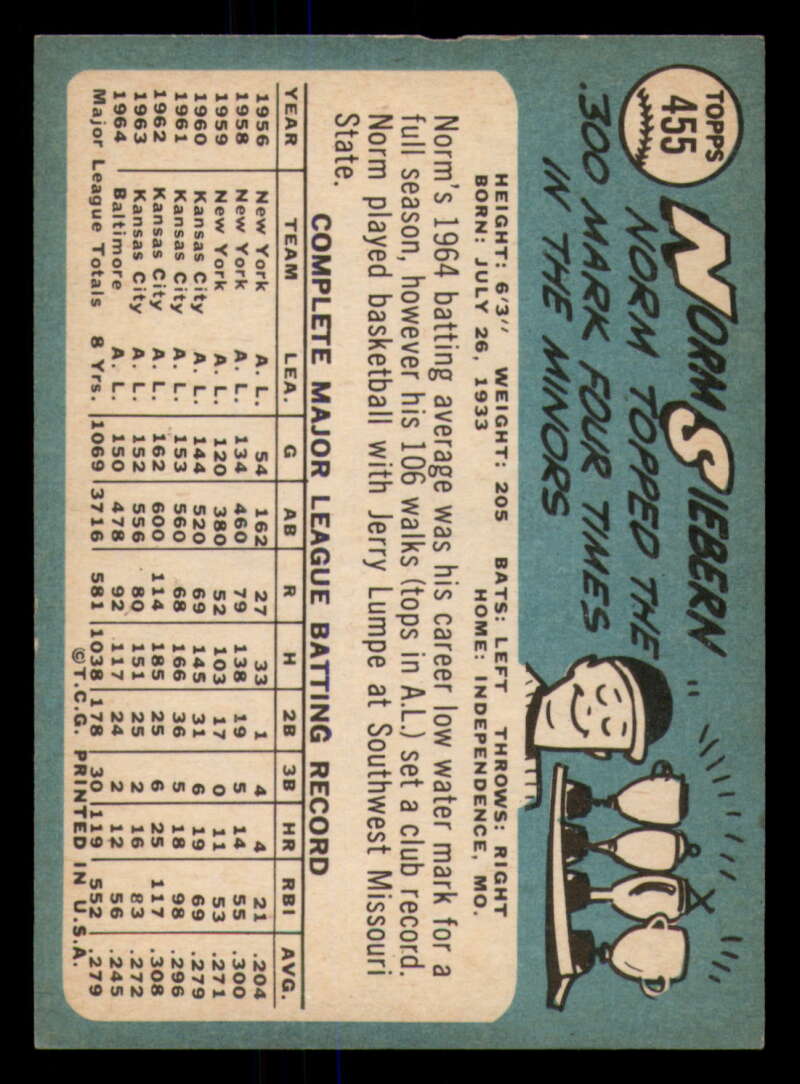 TOPPS
455
NORM SIEBERN
NORM TOPPED THE
.300 MARK FOUR TIMES
IN THE MINORS
HEIGHT: 6'3" WEIGHT: 205 BATS: LEFT THROWS: RIGHT
BORN: JULY 26, 1933 HOME: INDEPENDENCE, MO.
Norm's 1964 batting average was his career low water mark for a
full season, however his 106 walks (tops in A.L.) set a club record.
Norm played basketball with Jerry Lumpe at Southwest Missouri
State.
COMPLETE MAJOR LEAGUE BATTING RECORD
YEAR TEAM LEA. G AB R H 2B 3B HR RBI AVG.
1956 New York A. L. 54 162 27 33 1 4 4 21 .204
1958 New York A. L. 134 460 79 138 19 5 14 55 .300
1959 New York A. L. 120 380 52 103 17 0 11 53 .271
1960 Kansas City A. L. 144 520 69 145 31 6 19 69 .279
1961 Kansas City A. L. 153 560 68 166 36 5 18 98 .296
1962 Kansas City A. L. 162 600 114 185 25 6 25 117 .308
1963 Kansas City A. L. 152 556 80 151 25 2 16 83 .272
1964 Baltimore A. L. 150 478 92 117 24 2 12 56 .245
Major League Totals 8 Yrs. 1069 3716 581 1038 178 30 119 552 .279
©T.C.G. PRINTED IN U.S.A.